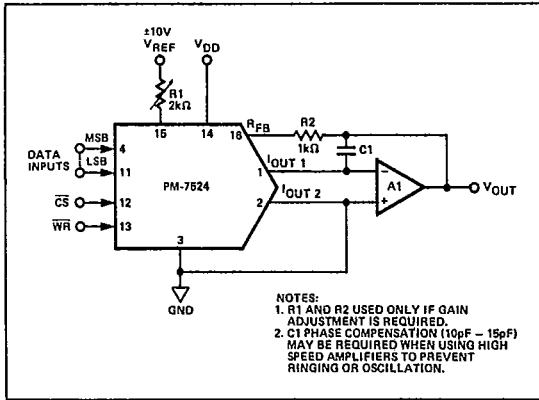 ±10V
VREF
VDD
R1
2kΩ
15
14
16
RFB
R2
1kΩ
C1
MSB
4
DATA
INPUTS
LSB
11
PM-7524
1
IOUT 1
2
IOUT 2
A1
−
+
VOUT
CS
12
WR
13
3
GND
NOTES:
1. R1 AND R2 USED ONLY IF GAIN
ADJUSTMENT IS REQUIRED.
2. C1 PHASE COMPENSATION (10pF – 15pF)
MAY BE REQUIRED WHEN USING HIGH
SPEED AMPLIFIERS TO PREVENT
RINGING OR OSCILLATION.